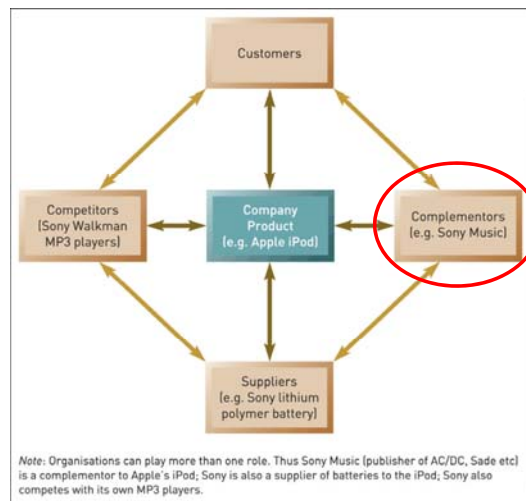 Customers
Competitors
(Sony Walkman
MP3 players)
Company
Product
(e.g. Apple iPod)
Complementors
(e.g. Sony Music)
Suppliers
(e.g. Sony lithium
polymer battery)
Note: Organisations can play more than one role. Thus Sony Music (publisher of AC/DC, Sade etc)
is a complementor to Apple's iPod; Sony is also a supplier of batteries to the iPod; Sony also
competes with its own MP3 players.